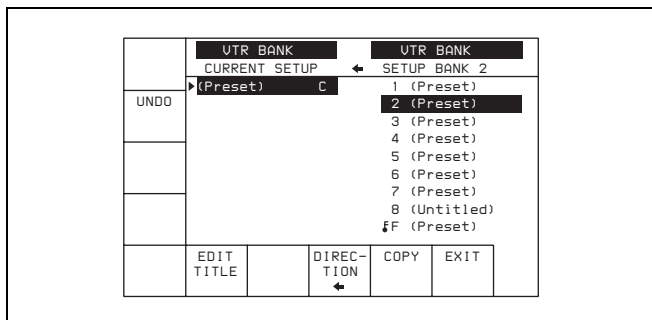 VTR BANK VTR BANK
CURRENT SETUP ← SETUP BANK 2
(Preset) C 1 (Preset)
UNDO 2 (Preset)
3 (Preset)
4 (Preset)
5 (Preset)
6 (Preset)
7 (Preset)
8 (Untitled)
F (Preset)
EDIT DIREC- COPY EXIT
TITLE TION
←